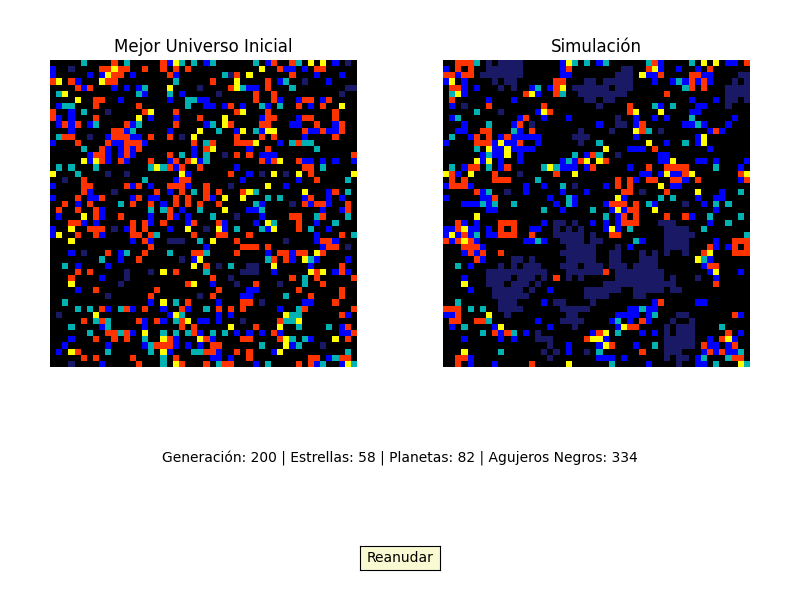 Mejor Universo Inicial
Simulación
Generación: 200 | Estrellas: 58 | Planetas: 82 | Agujeros Negros: 334
Reanudar